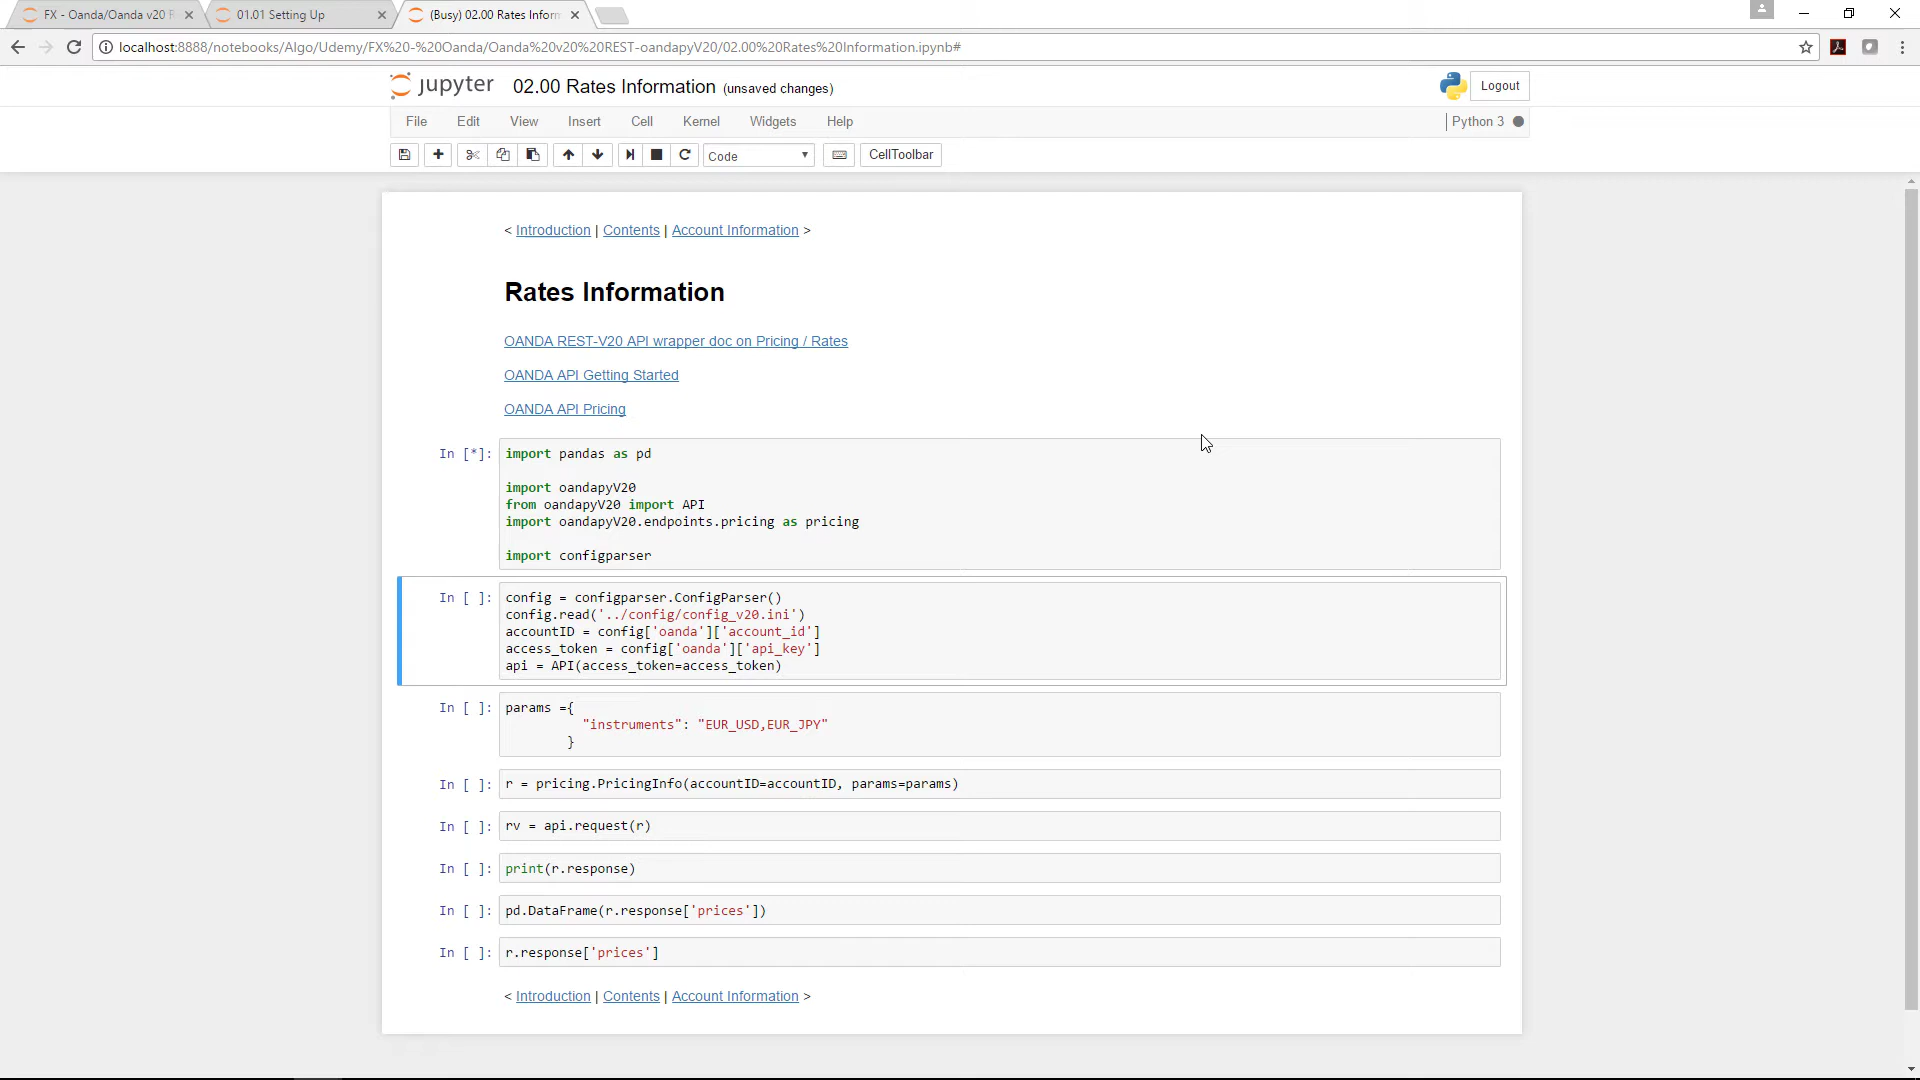 FX - Oanda/Oanda v20
01.01 Setting Up
(Busy) 02.00 Rates Inform
localhost:8888/notebooks/Algo/Udemy/FX%20-%20Oanda/Oanda%20v20%20REST-oandapyV20/02.00%20Rates%20Information.ipynb#
jupyter 02.00 Rates Information (unsaved changes)
Logout
File Edit View Insert Cell Kernel Widgets Help
Python 3
Code
CellToolbar
< Introduction | Contents | Account Information >
Rates Information
OANDA REST-V20 API wrapper doc on Pricing / Rates
OANDA API Getting Started
OANDA API Pricing
In [*]: import pandas as pd
import oandapyV20
from oandapyV20 import API
import oandapyV20.endpoints.pricing as pricing
import configparser
In [ ]: config = configparser.ConfigParser()
config.read('../config/config_v20.ini')
accountID = config['oanda']['account_id']
access_token = config['oanda']['api_key']
api = API(access_token=access_token)
In [ ]: params ={
"instruments": "EUR_USD,EUR_JPY"
}
In [ ]: r = pricing.PricingInfo(accountID=accountID, params=params)
In [ ]: rv = api.request(r)
In [ ]: print(r.response)
In [ ]: pd.DataFrame(r.response['prices'])
In [ ]: r.response['prices']
< Introduction | Contents | Account Information >